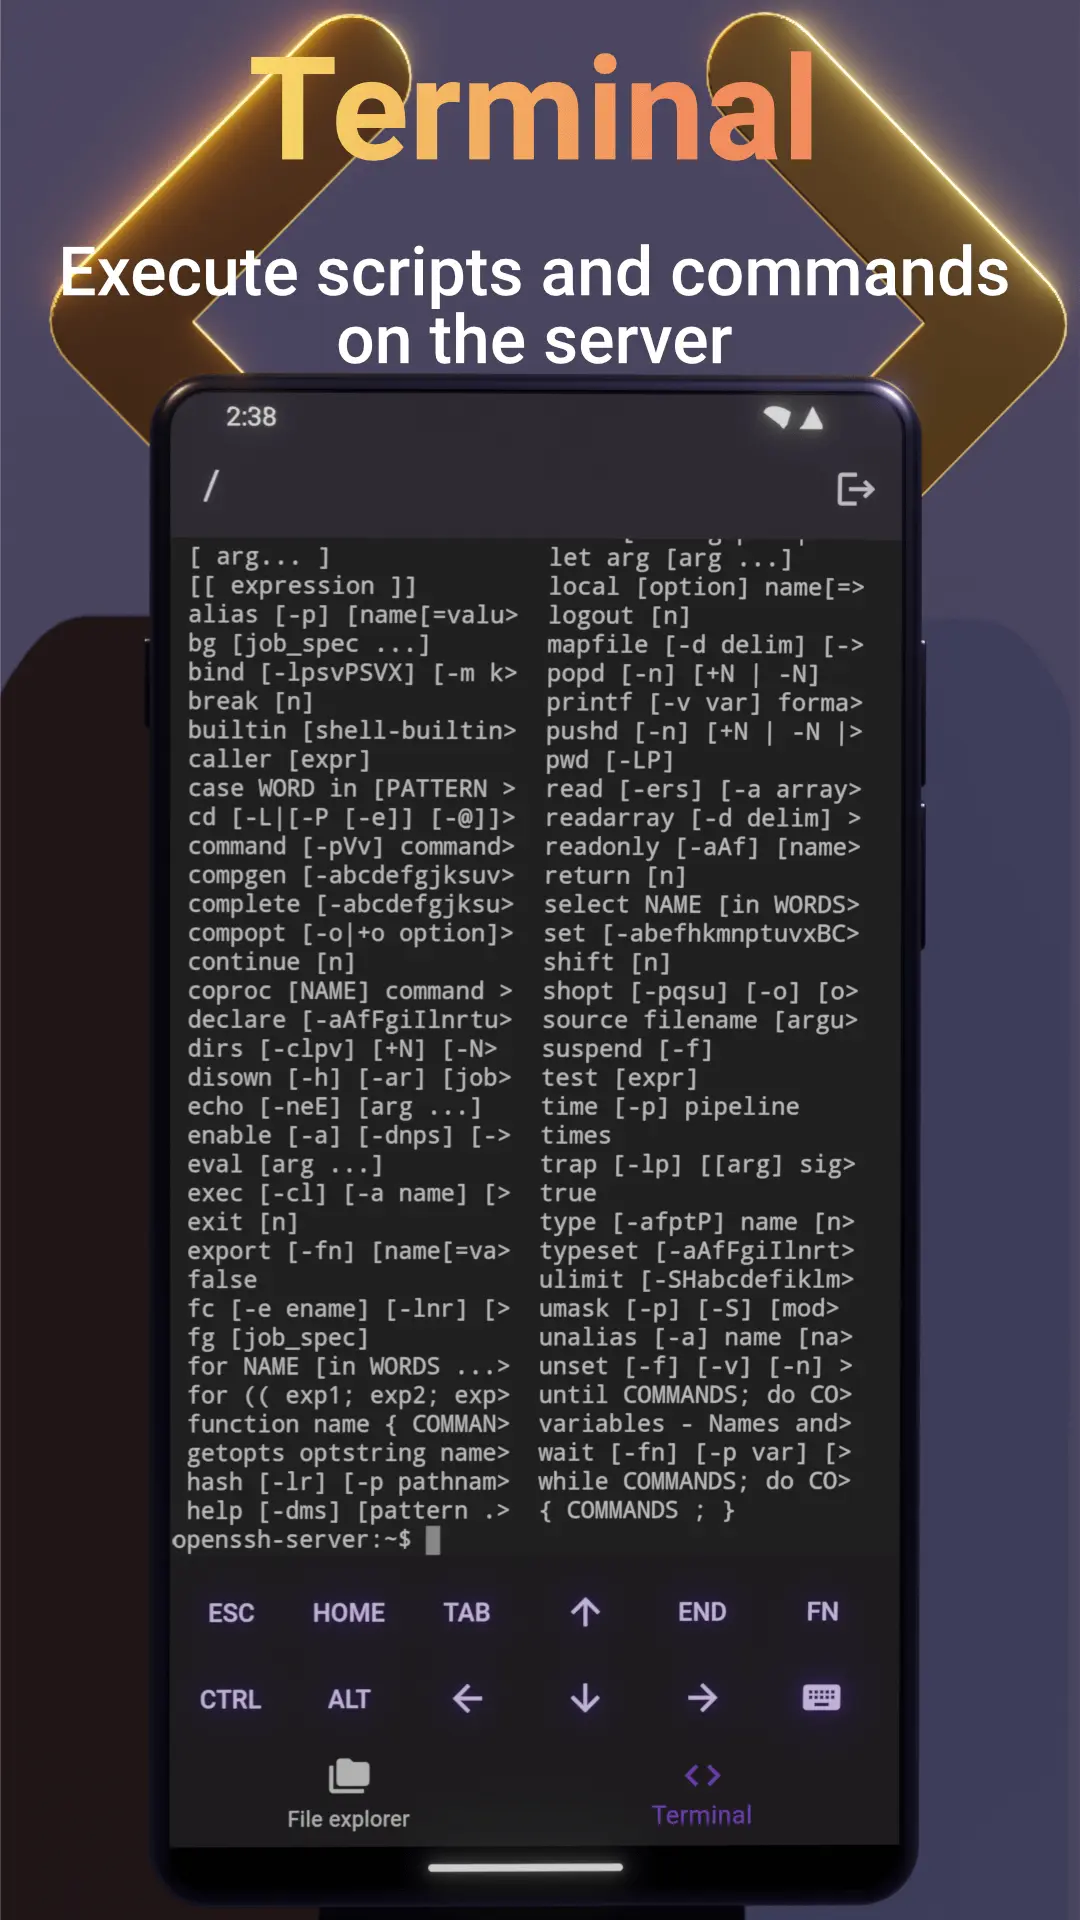 Terminal
Execute scripts and commands
on the server
2:38
/
[ arg... ]
[[ expression ]]
alias [-p] [name[=valu>
bg [job_spec ...]
bind [-lpsvPSVX] [-m k>
break [n]
builtin [shell-builtin>
caller [expr]
case WORD in [PATTERN >
cd [-L|[-P [-e]] [-@]]>
command [-pVv] command>
compgen [-abcdefgjksuv>
complete [-abcdefgjksu>
compopt [-o|+o option]>
continue [n]
coproc [NAME] command >
declare [-aAfFgiIlnrtu>
dirs [-clpv] [+N] [-N>
disown [-h] [-ar] [job>
echo [-neE] [arg ...]
enable [-a] [-dnps] [->
eval [arg ...]
exec [-cl] [-a name] [>
exit [n]
export [-fn] [name[=va>
false
fc [-e ename] [-lnr] [>
fg [job_spec]
for NAME [in WORDS ...>
for (( exp1; exp2; exp>
function name { COMMAN>
getopts optstring name>
hash [-lr] [-p pathnam>
help [-dms] [pattern .>
let arg [arg ...]
local [option] name[=>
logout [n]
mapfile [-d delim] [->
popd [-n] [+N | -N]
printf [-v var] forma>
pushd [-n] [+N | -N |>
pwd [-LP]
read [-ers] [-a array>
readarray [-d delim] >
readonly [-aAf] [name>
return [n]
select NAME [in WORDS>
set [-abefhkmnptuvxBC>
shift [n]
shopt [-pqsu] [-o] [o>
source filename [argu>
suspend [-f]
test [expr]
time [-p] pipeline
times
trap [-lp] [[arg] sig>
true
type [-afptP] name [n>
typeset [-aAfFgiIlnrt>
ulimit [-SHabcdefiklm>
umask [-p] [-S] [mod>
unalias [-a] name [na>
unset [-f] [-v] [-n] >
until COMMANDS; do CO>
variables - Names and>
wait [-fn] [-p var] [>
while COMMANDS; do CO>
{ COMMANDS ; }
openssh-server:~$
ESC HOME TAB ↑ END FN
CTRL ALT ← ↓ →
File explorer
Terminal